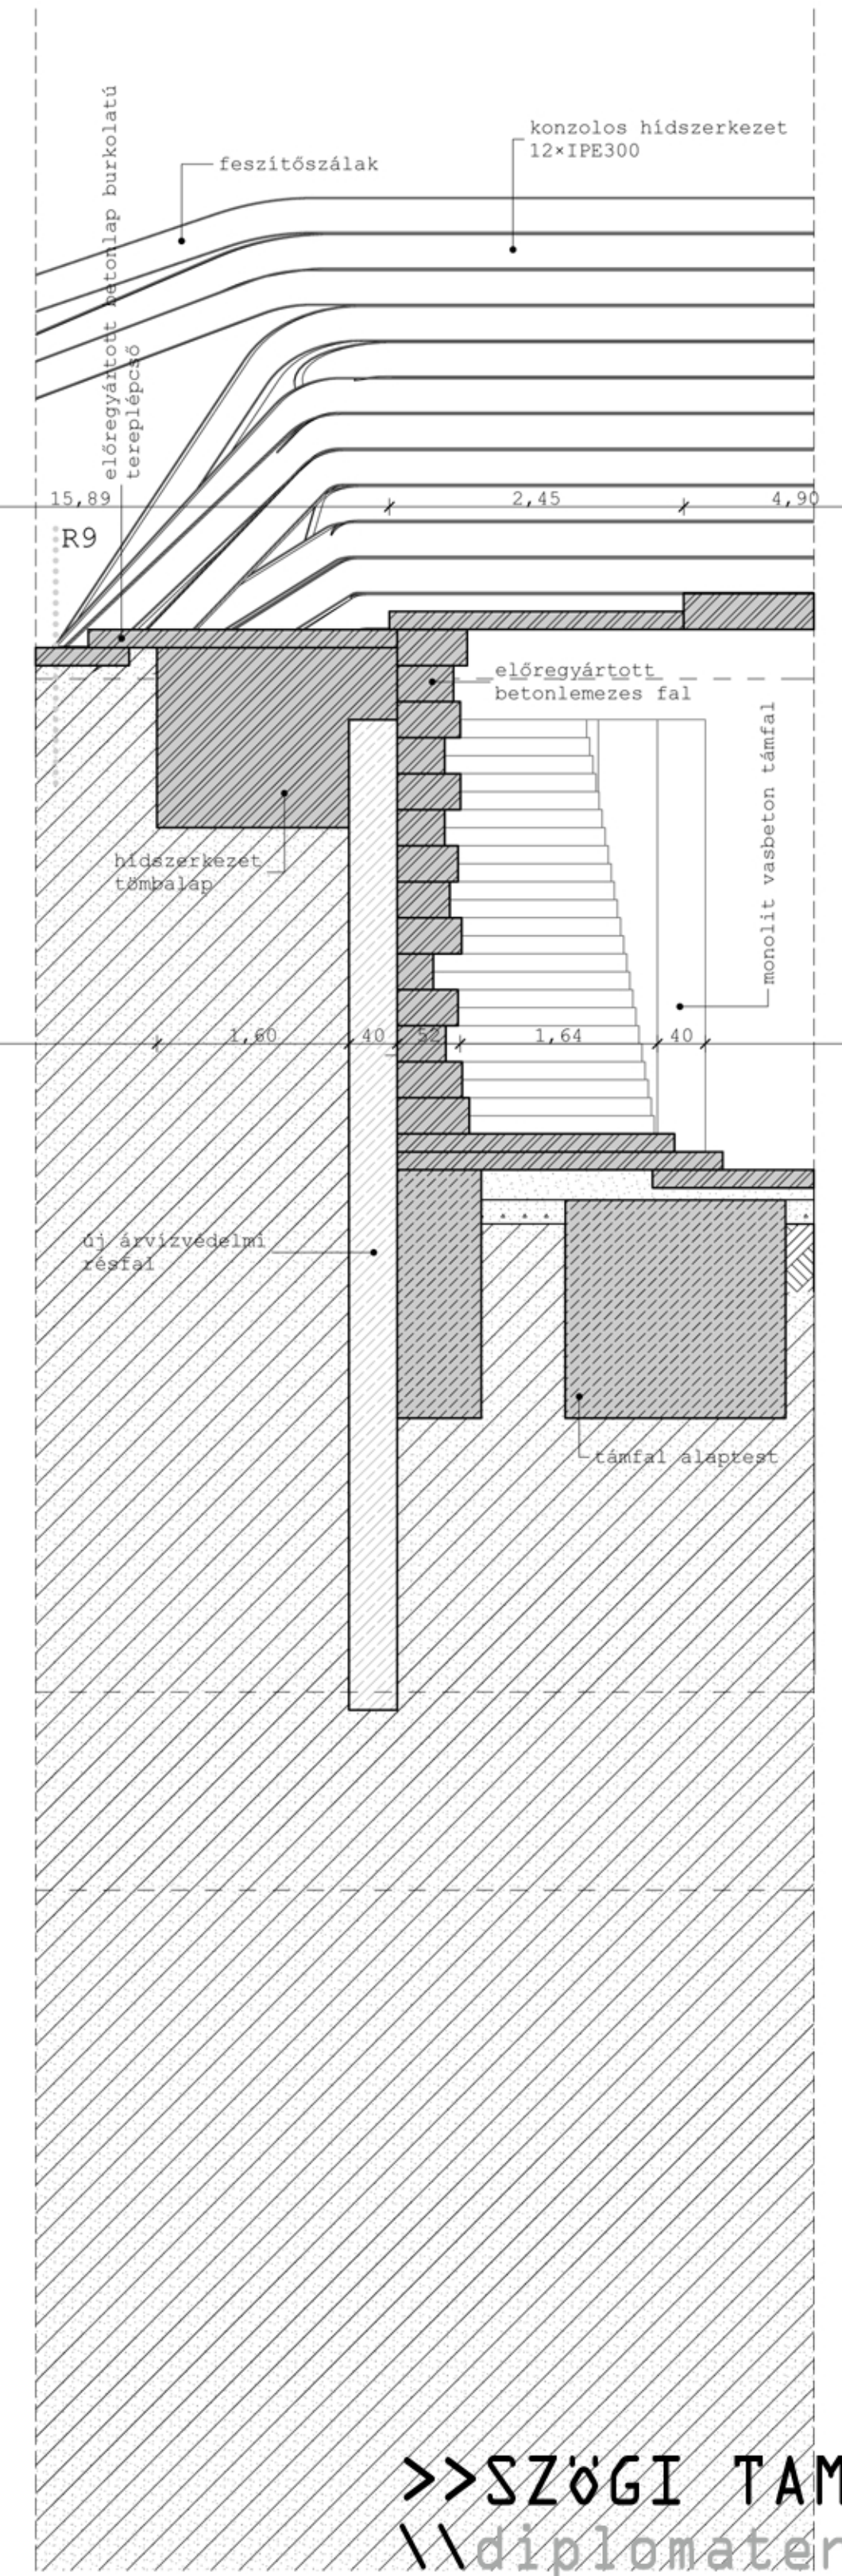 konzolos hídszerkezet
12×IPE300
feszítőszálak
előregyártott betonlap burkolatú
tereplépcső
15,89
2,45
4,90
R9
előregyártott
betonlemezes fal
monolit vasbeton támfal
hídszerkezet
tömbalap
1,60
40
52
1,64
40
új árvízvédelmi
résfal
támfal alaptest
>>SZÖGI TAM
\\diplomater